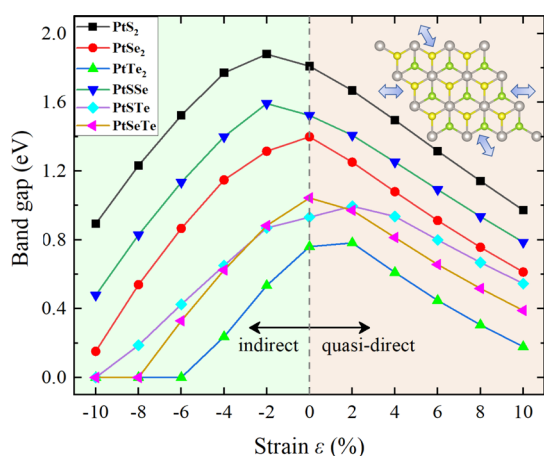 PtS₂
PtSe₂
PtTe₂
PtSSe
PtSTe
PtSeTe
Band gap (eV)
2.0
1.6
1.2
0.8
0.4
0.0
indirect quasi-direct
-10 -8 -6 -4 -2 0 2 4 6 8 10
Strain ε (%)